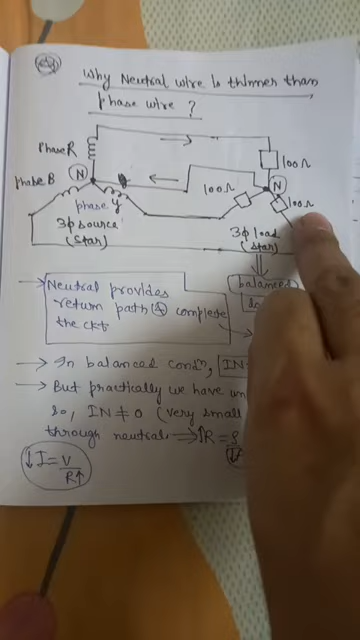 Why Neutral wire is thinner than
phase wire?
Phase R
100Ω
Phase B
N
N
100Ω
100Ω
phase y
3ϕ source
(Star)
3ϕ load
(star)
Neutral provides
return path & complete
the ckt
balanced
→ In balanced condn, IN=
→ But practically we have un
so, IN ≠ 0 (very small
through neutral ⇒ ↑R =
↓I = V/R↑